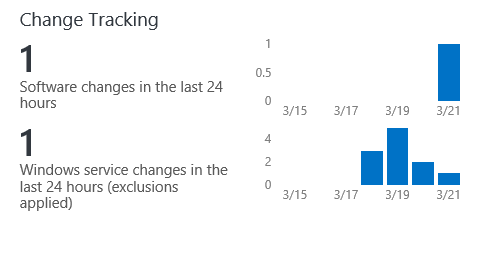 Change Tracking
1
Software changes in the last 24
hours
1
0.5
0
3/15 3/17 3/19 3/21
1
Windows service changes in the
last 24 hours (exclusions
applied)
4
2
0
3/15 3/17 3/19 3/21